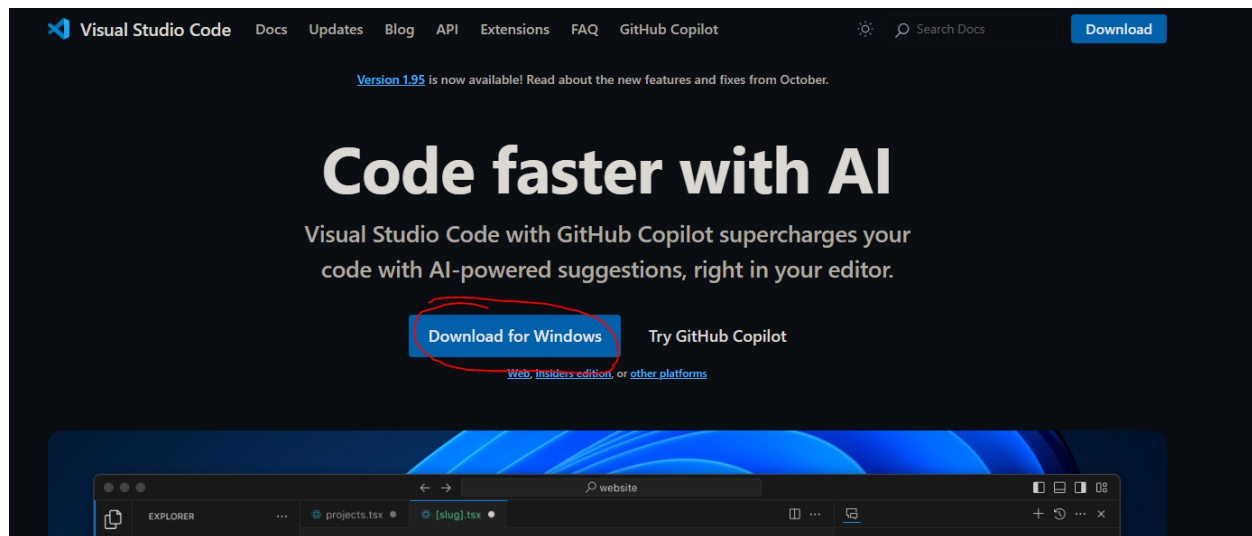 Visual Studio Code Docs Updates Blog API Extensions FAQ GitHub Copilot Search Docs Download
Version 1.95 is now available! Read about the new features and fixes from October.
Code faster with AI
Visual Studio Code with GitHub Copilot supercharges your
code with AI-powered suggestions, right in your editor.
Download for Windows Try GitHub Copilot
Web, Insiders edition, or other platforms
website
EXPLORER projects.tsx [slug].tsx